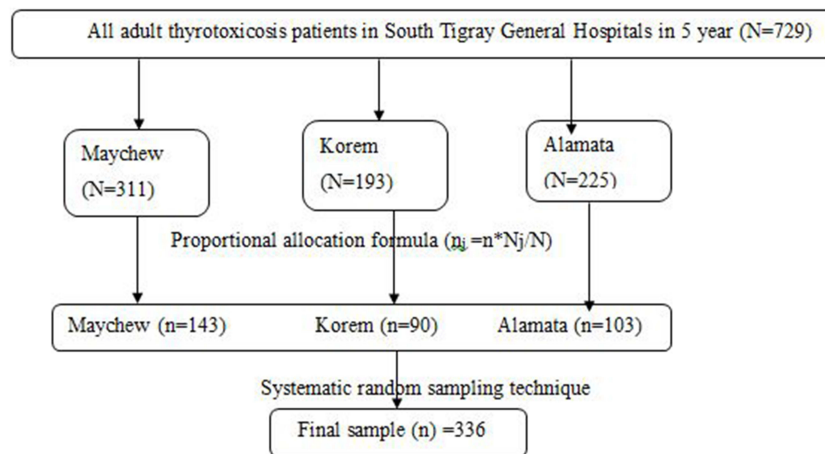 All adult thyrotoxicosis patients in South Tigray General Hospitals in 5 year (N=729)
Maychew
(N=311)
Korem
(N=193)
Alamata
(N=225)
Proportional allocation formula (nj =n*Nj/N)
Maychew (n=143) Korem (n=90) Alamata (n=103)
Systematic random sampling technique
Final sample (n) =336